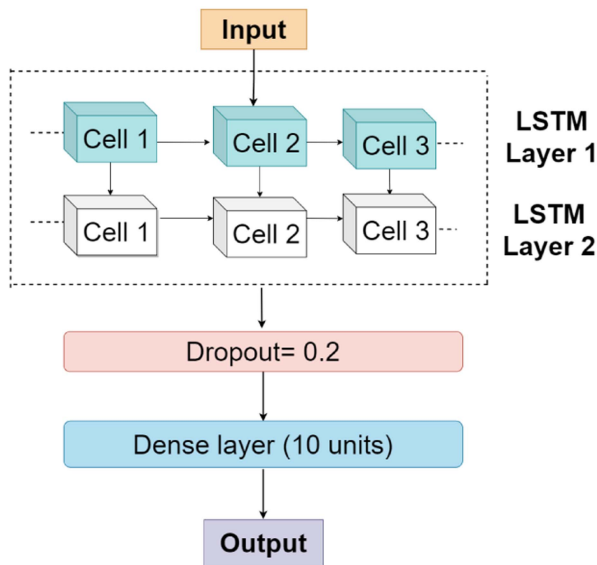 Input
Cell 1
Cell 2
Cell 3
LSTM
Layer 1
Cell 1
Cell 2
Cell 3
LSTM
Layer 2
Dropout= 0.2
Dense layer (10 units)
Output